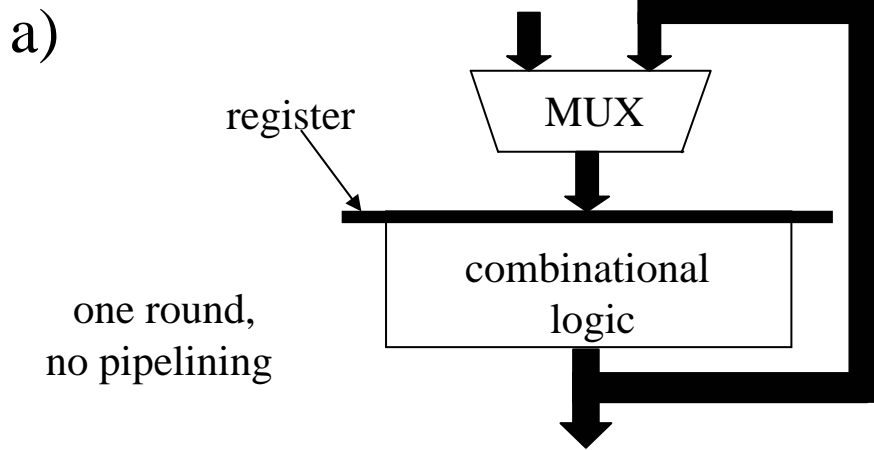 a)
MUX
register
combinational
logic
one round,
no pipelining